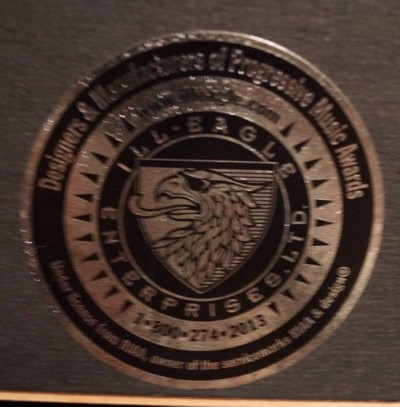 Designers & Manufacturers of Progressive Music Awards
.com
ILL-EAGLE
ENTERPRISES, LTD.
1•800•274•2013
Under license from RIAA, owner of the servicemarks RIAA & design®